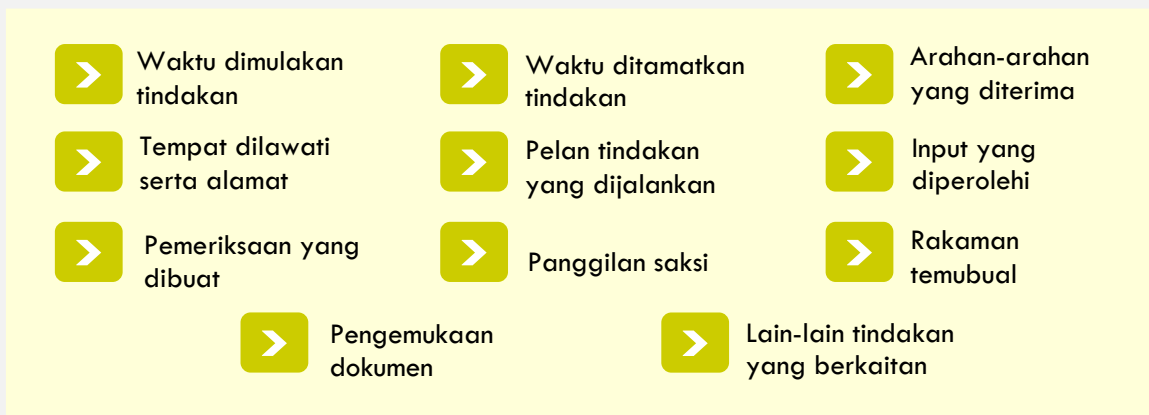 Waktu dimulakan
tindakan
Waktu ditamatkan
tindakan
Arahan-arahan
yang diterima
Tempat dilawati
serta alamat
Pelan tindakan
yang dijalankan
Input yang
diperolehi
Pemeriksaan yang
dibuat
Panggilan saksi
Rakaman
temubual
Pengemukaan
dokumen
Lain-lain tindakan
yang berkaitan